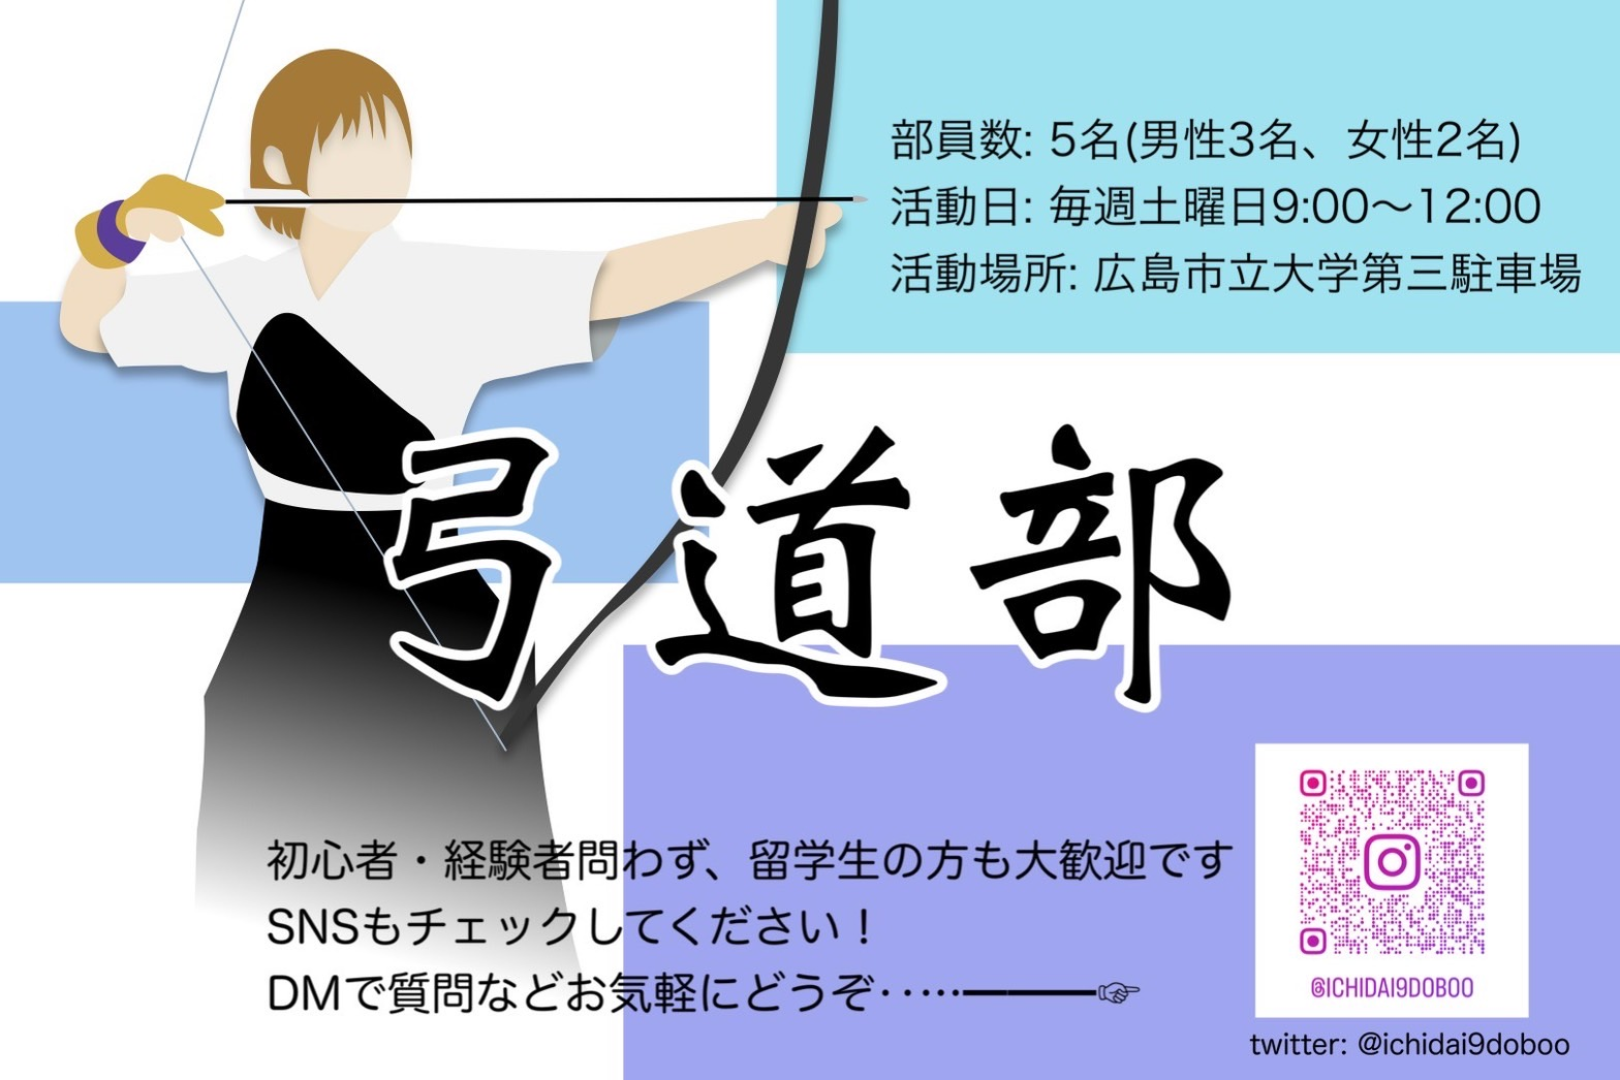 部員数: 5名(男性3名、女性2名)
活動日: 毎週土曜日9:00〜12:00
活動場所: 広島市立大学第三駐車場
弓道部
初心者・経験者問わず、留学生の方も大歓迎です
SNSもチェックしてください！
DMで質問などお気軽にどうぞ‥‥･━━━☞
@ICHIDAI9DOBOO
twitter: @ichidai9doboo